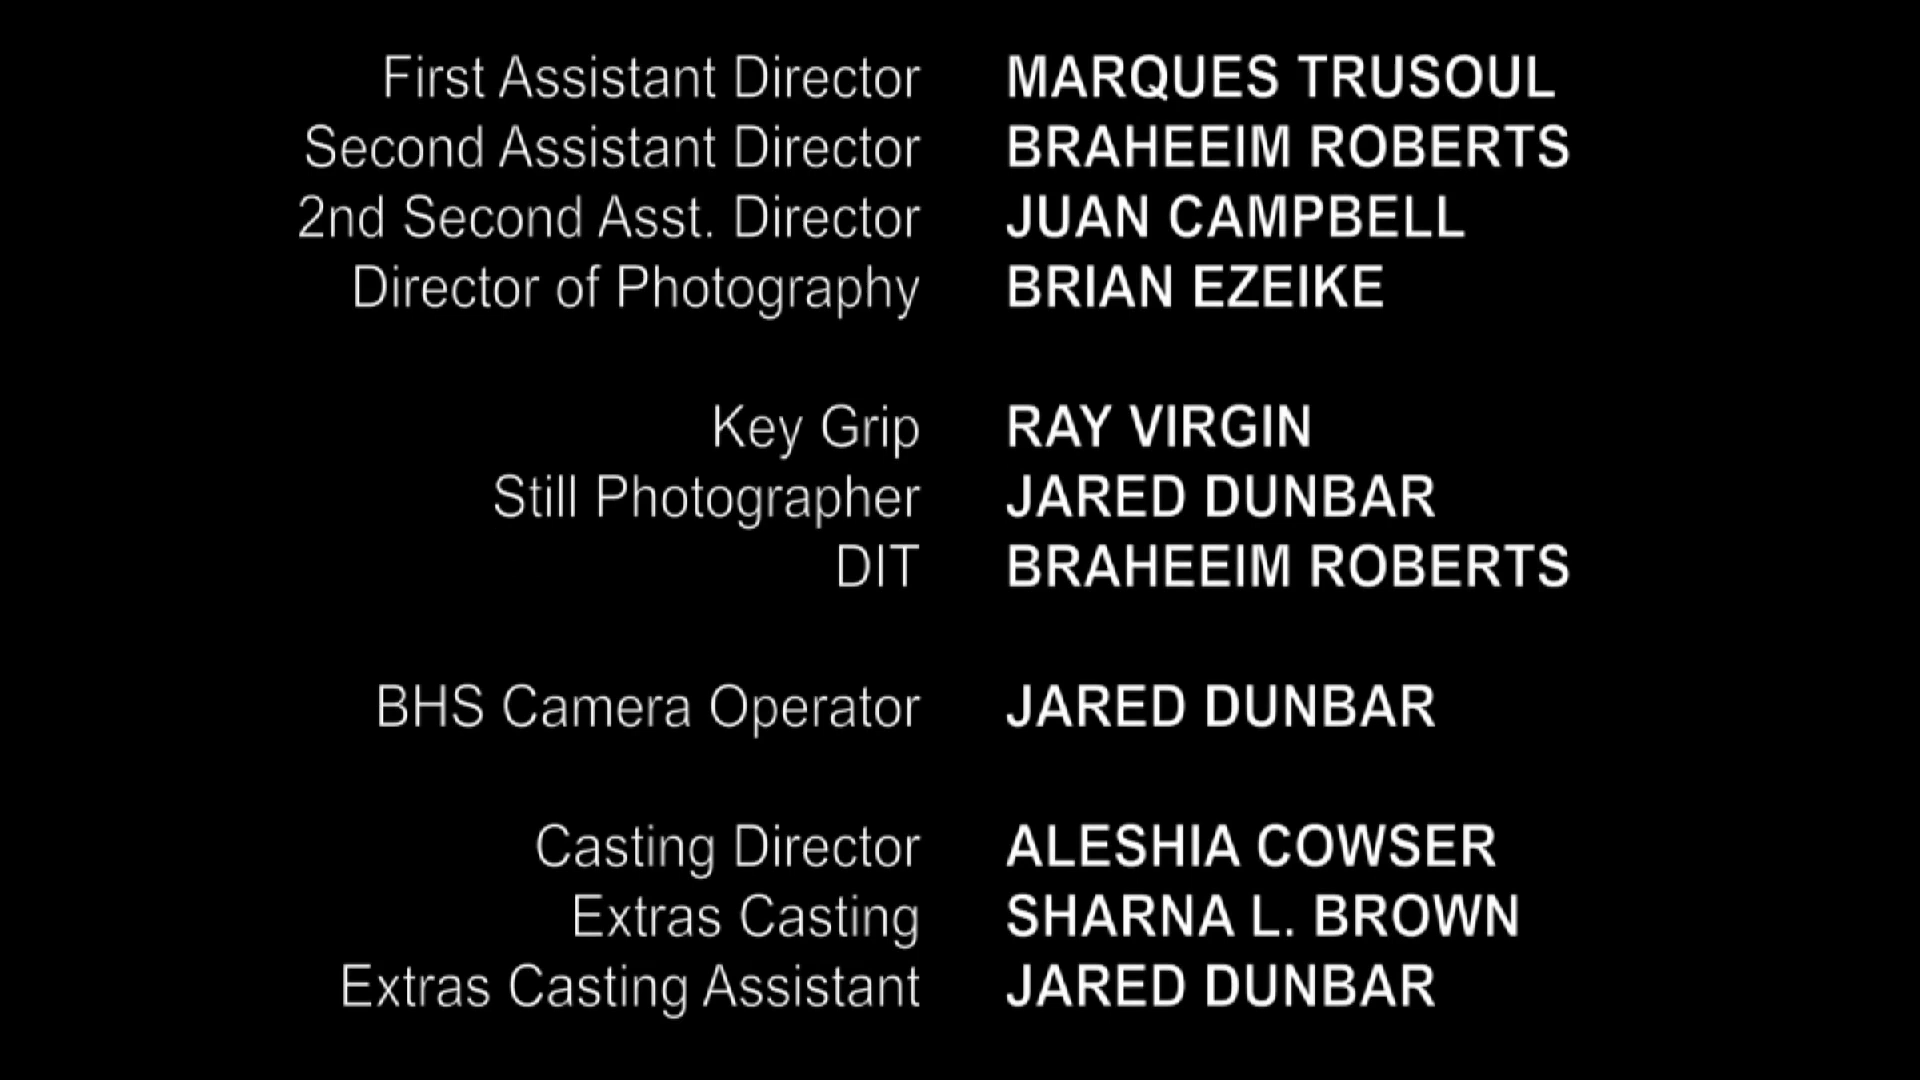 First Assistant Director MARQUES TRUSOUL
Second Assistant Director BRAHEEIM ROBERTS
2nd Second Asst. Director JUAN CAMPBELL
Director of Photography BRIAN EZEIKE
Key Grip RAY VIRGIN
Still Photographer JARED DUNBAR
DIT BRAHEEIM ROBERTS
BHS Camera Operator JARED DUNBAR
Casting Director ALESHIA COWSER
Extras Casting SHARNA L. BROWN
Extras Casting Assistant JARED DUNBAR